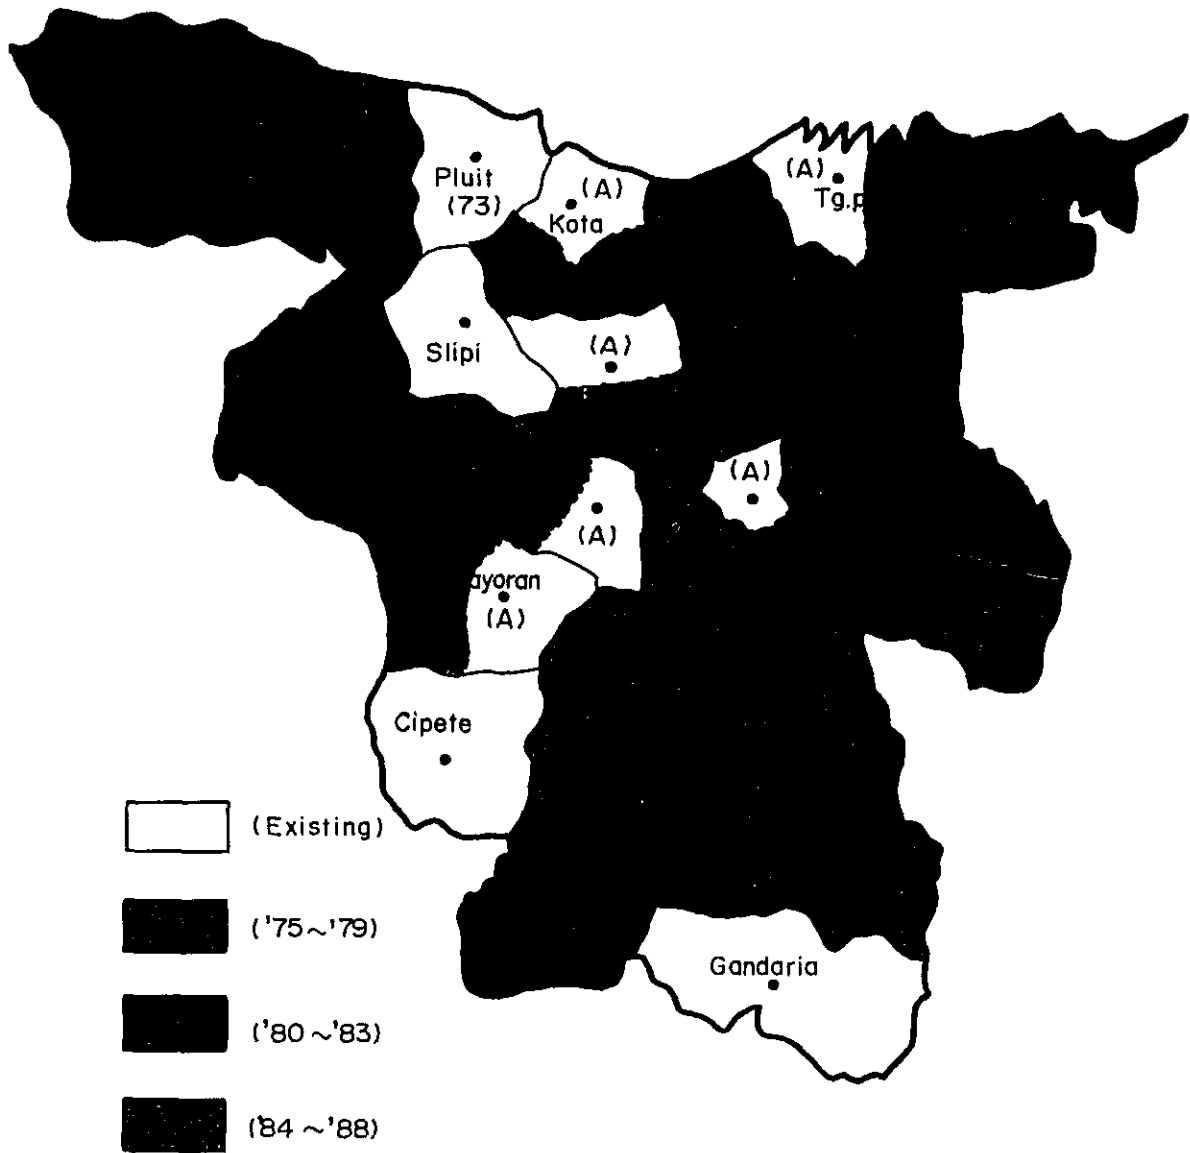 Pluit
(73)
(A)
Kota
(A)
Tg.p
Slipi
(A)
(A)
(A)
ayoran
(A)
Cipete
(Existing)
('75~'79)
Gandaria
('80~'83)
('84~'88)